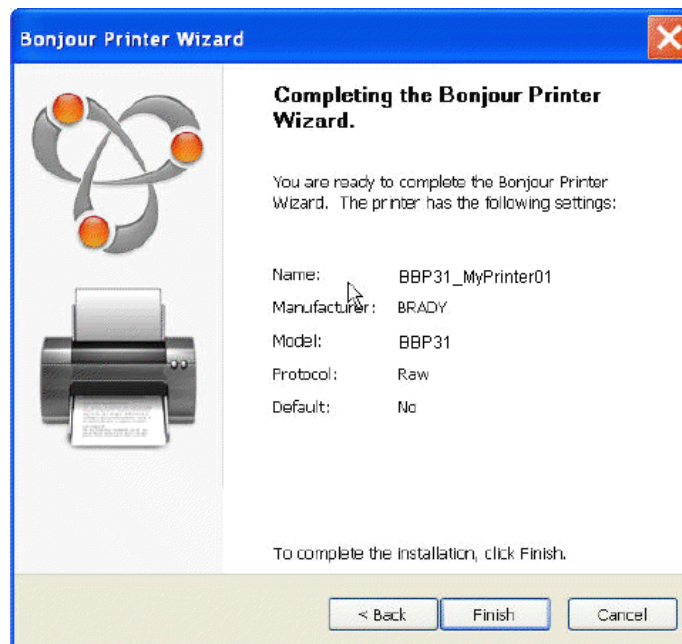 Bonjour Printer Wizard
Completing the Bonjour Printer
Wizard.
You are ready to complete the Bonjour Printer
Wizard. The printer has the following settings:
Name: BBP31_MyPrinter01
Manufacturer: BRADY
Model: BBP31
Protocol: Raw
Default: No
To complete the installation, click Finish.
< Back Finish Cancel